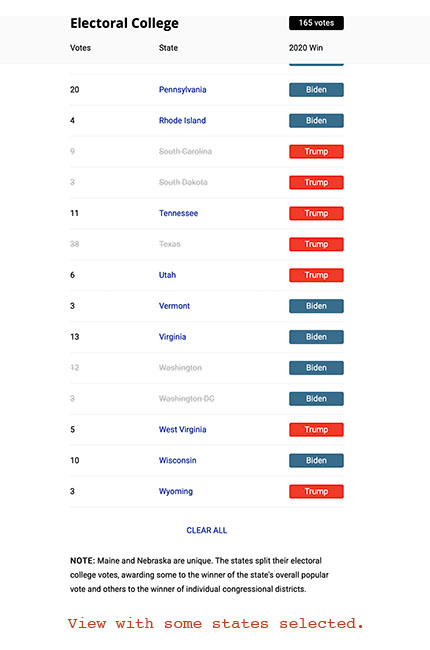 Electoral College 165 votes
Votes State 2020 Win
20 Pennsylvania Biden
4 Rhode Island Biden
9 South Carolina Trump
3 South Dakota Trump
11 Tennessee Trump
38 Texas Trump
6 Utah Trump
3 Vermont Biden
13 Virginia Biden
12 Washington Biden
3 Washington DC Biden
5 West Virginia Trump
10 Wisconsin Biden
3 Wyoming Trump
CLEAR ALL
NOTE: Maine and Nebraska are unique. The states split their electoral
college votes, awarding some to the winner of the state's overall popular
vote and others to the winner of individual congressional districts.
View with some states selected.